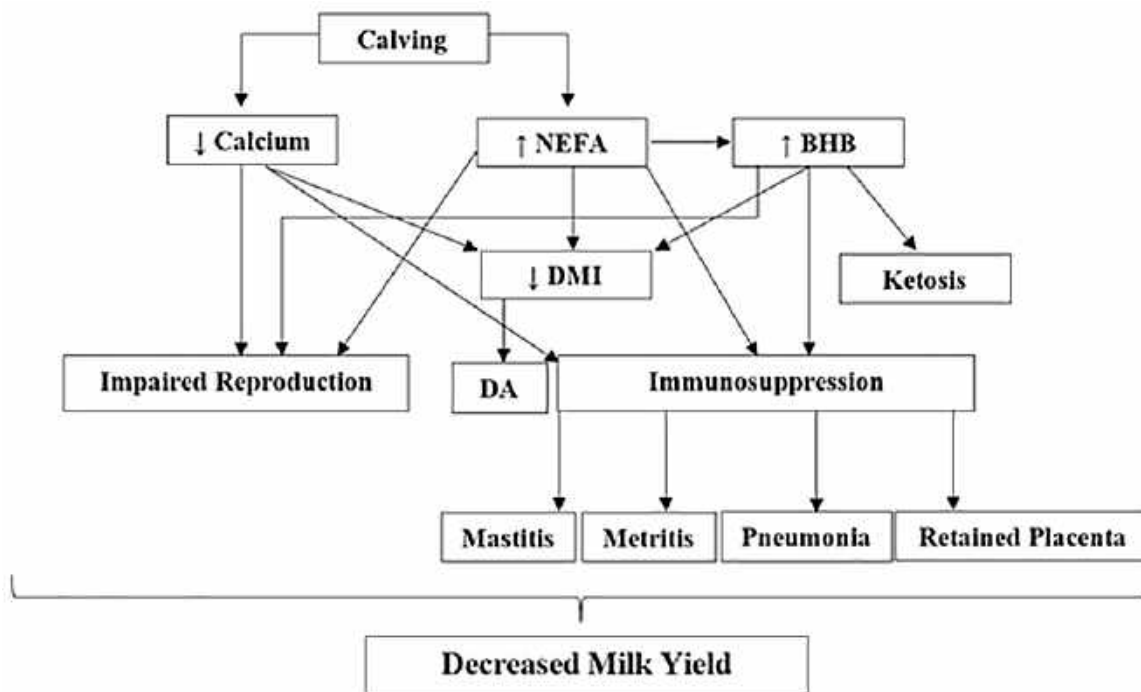 Calving
↓ Calcium
↑ NEFA
↑ BHB
↓ DMI
Ketosis
Impaired Reproduction
DA
Immunosuppression
Mastitis
Metritis
Pneumonia
Retained Placenta
Decreased Milk Yield